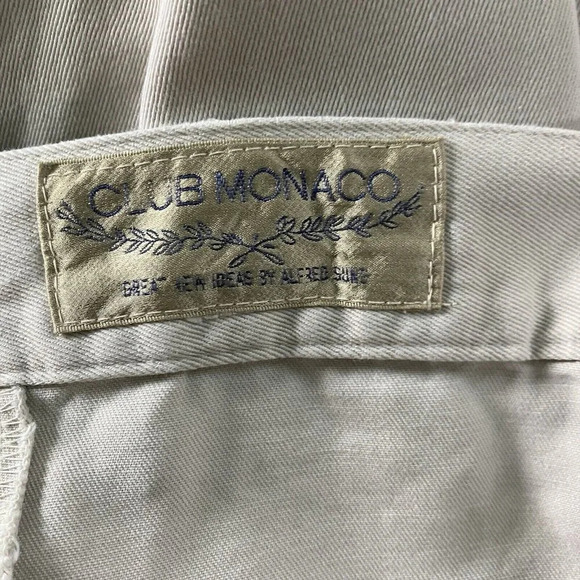 CLUB MONACO
GREAT NEW IDEAS BY ALFRED SUNG